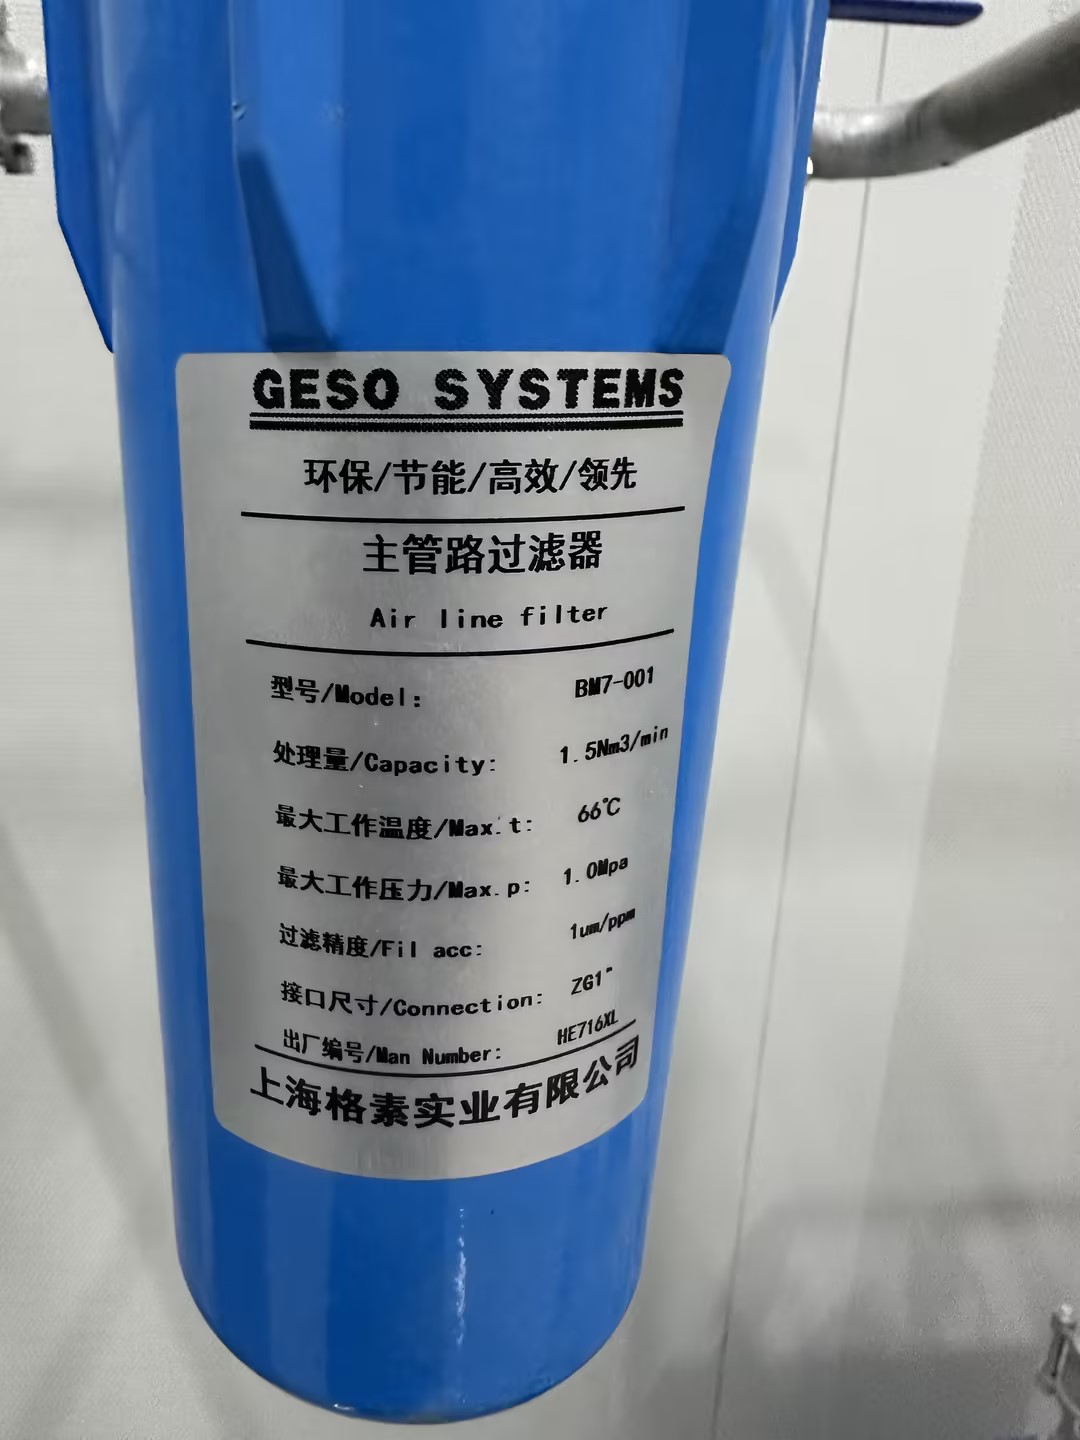 GESO SYSTEMS
环保/节能/高效/领先
主管路过滤器
Air line filter
型号/Model: BM7-001
处理量/Capacity: 1.5Nm3/min
最大工作温度/Max.t: 66℃
最大工作压力/Max.p: 1.0Mpa
过滤精度/Fil acc: 1um/ppm
接口尺寸/Connection: ZG1"
出厂编号/Man Number: HE716XL
上海格素实业有限公司